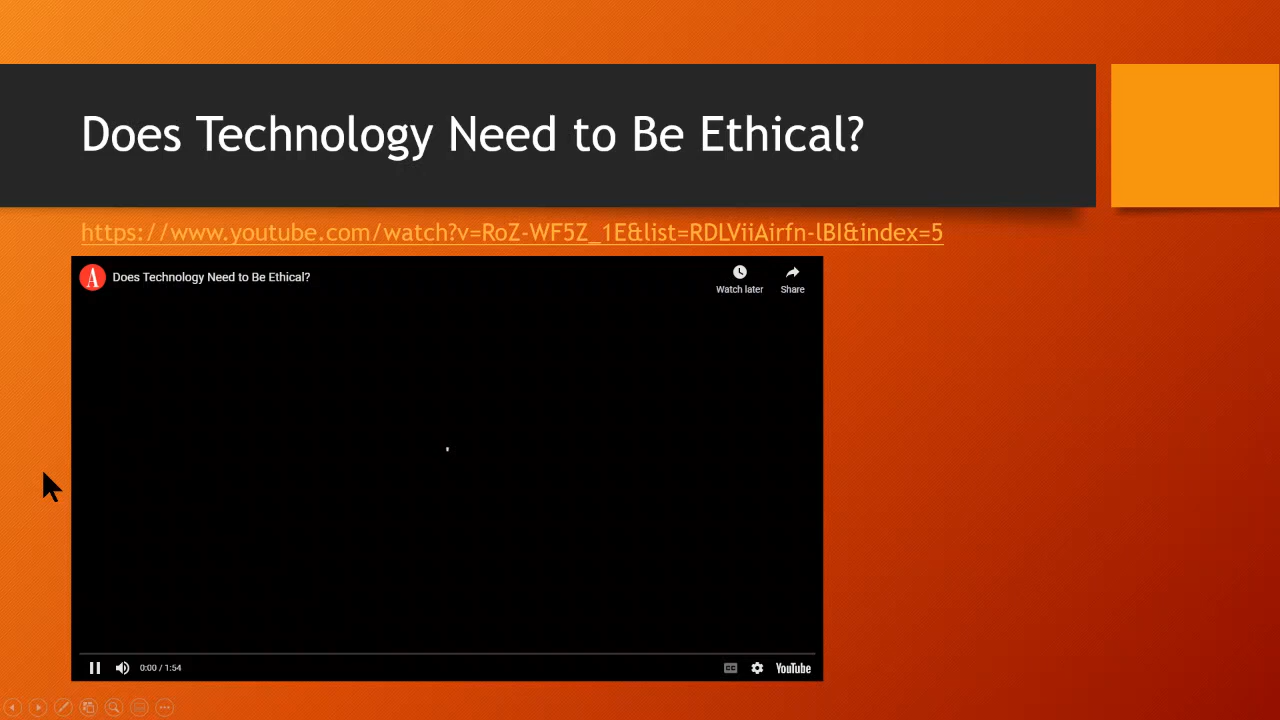 Does Technology Need to Be Ethical?
https://www.youtube.com/watch?v=RoZ-WF5Z_1E&list=RDLViiAirfn-lBI&index=5
A Does Technology Need to Be Ethical?
Watch later
Share
0:00 / 1:54
CC
YouTube